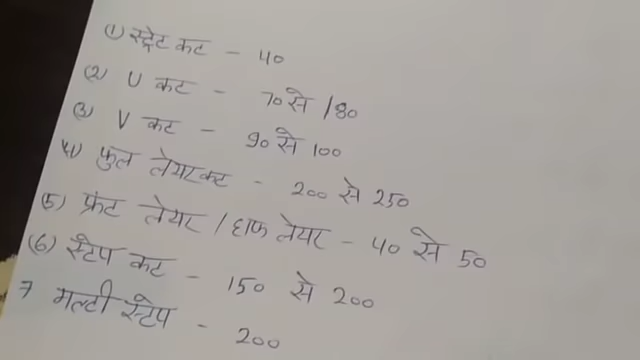 (1) स्ट्रेट कट - 40
(2) U कट - 70 से /80
(3) V कट - 90 से 100
(4) फुल लेयर कट - 200 से 250
(5) फ्रंट लेयर / हाफ लेयर - 40 से 50
(6) स्टेप कट - 150 से 200
7 मल्टी स्टेप - 200